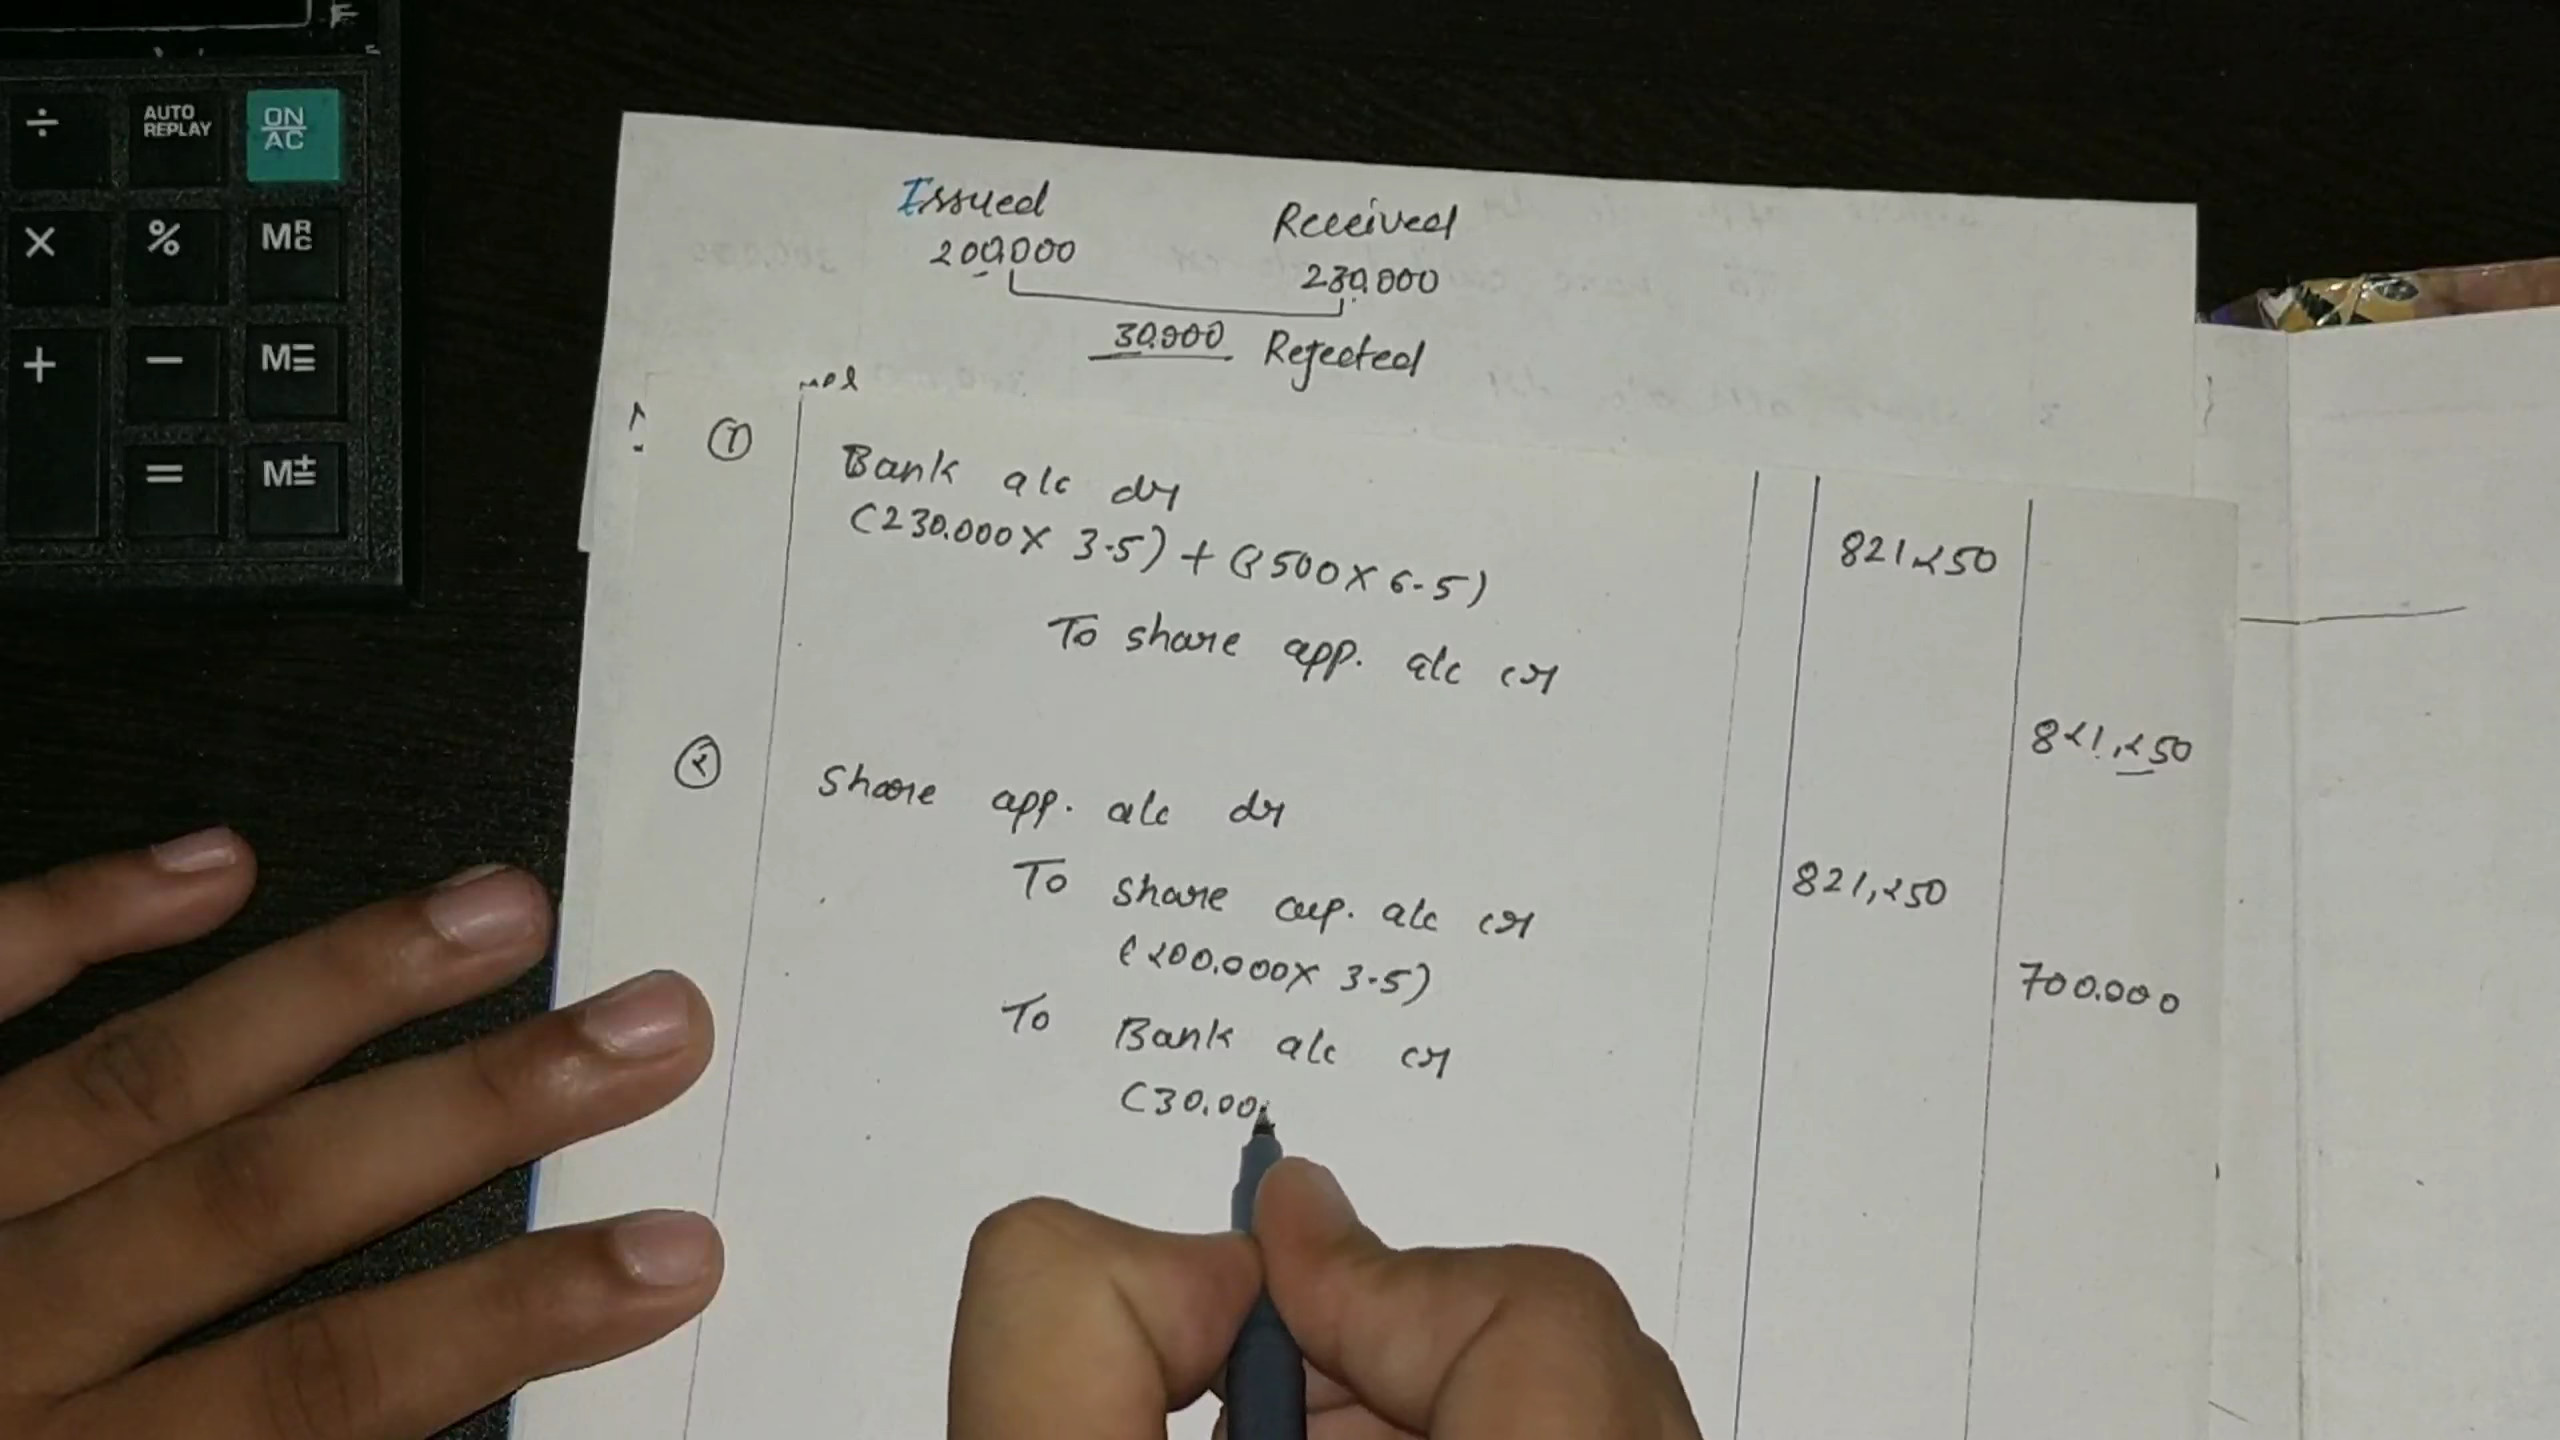 F
÷ AUTO REPLAY ON AC
× % MRC
+ − M=
= M±
Issued Received
200,000 230,000
30,000 Rejected
① Bank a/c dr 821,250
(230.000 X 3.5) + (2500 X 6.5)
To share app. a/c cr 821,250
② Share app. a/c dr 821,250
To share cap. a/c cr 700.000
(200.000 X 3.5)
To Bank a/c cr
(30.00